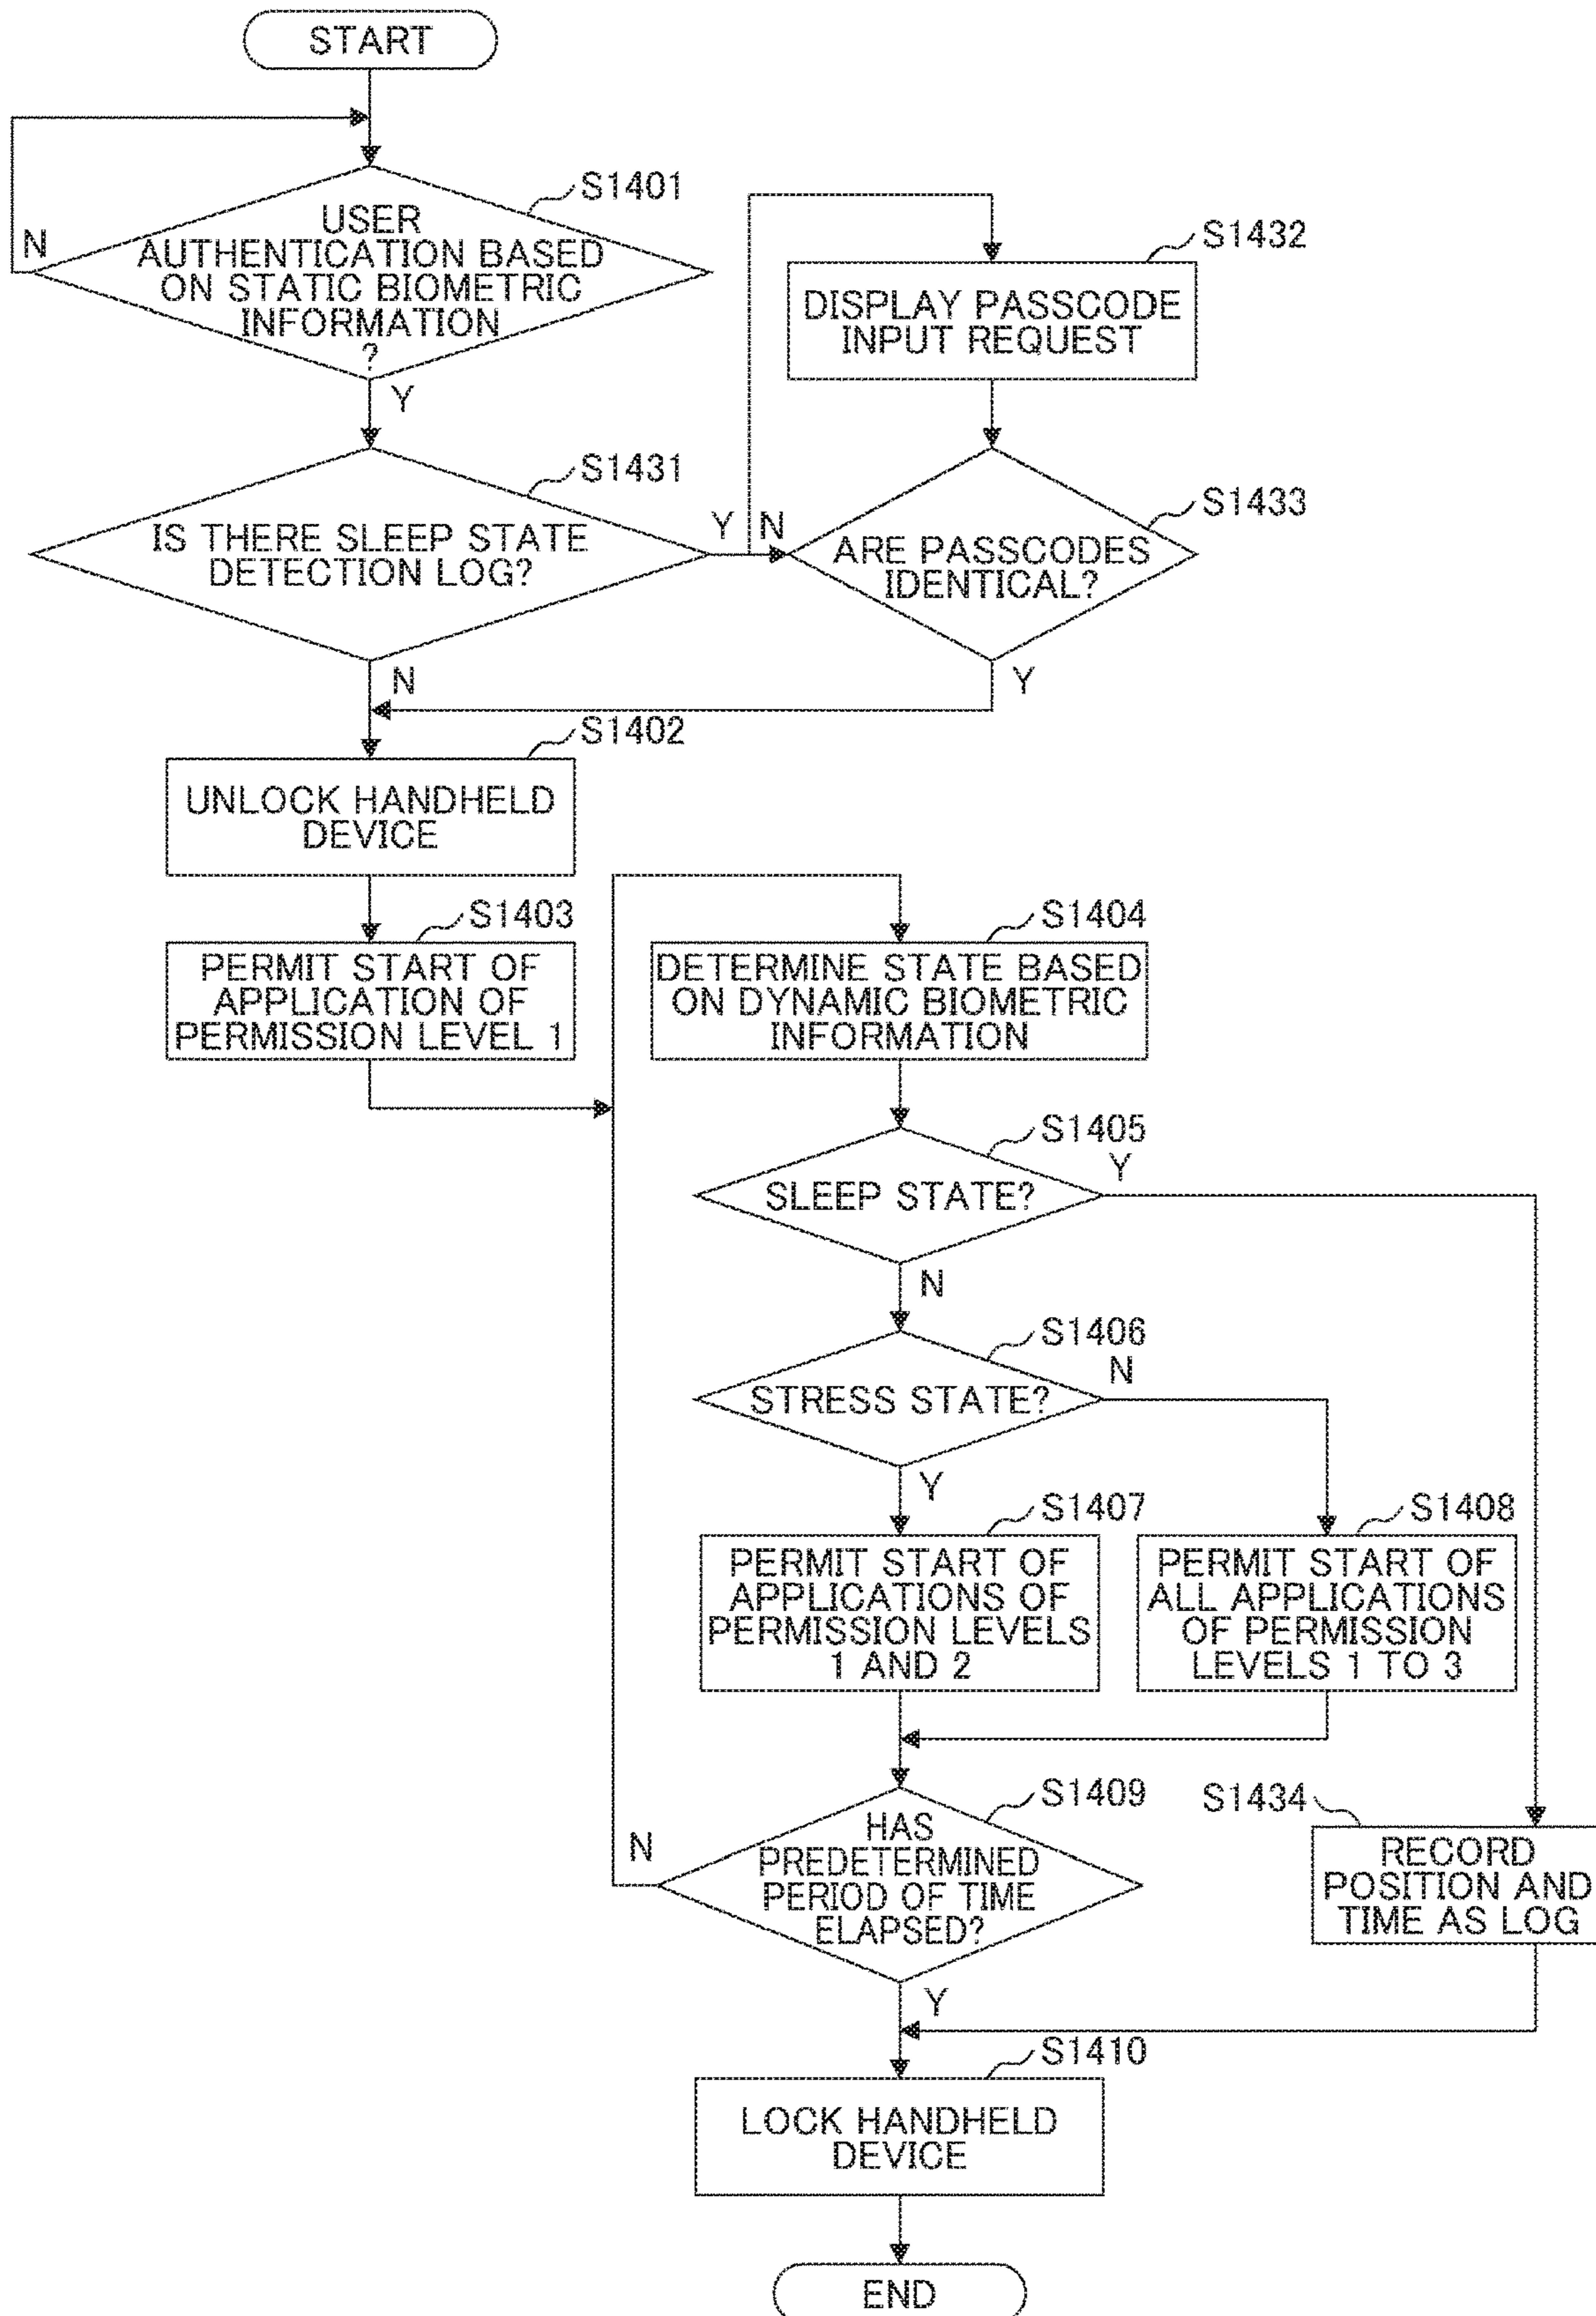 START
S1401
USER
AUTHENTICATION BASED
ON STATIC BIOMETRIC
INFORMATION
?
N
Y
S1432
DISPLAY PASSCODE
INPUT REQUEST
S1431
IS THERE SLEEP STATE
DETECTION LOG?
Y
N
N
S1433
ARE PASSCODES
IDENTICAL?
Y
S1402
UNLOCK HANDHELD
DEVICE
S1403
PERMIT START OF
APPLICATION OF
PERMISSION LEVEL 1
S1404
DETERMINE STATE BASED
ON DYNAMIC BIOMETRIC
INFORMATION
S1405
SLEEP STATE?
Y
N
S1406
STRESS STATE?
N
Y
S1407
PERMIT START OF
APPLICATIONS OF
PERMISSION LEVELS
1 AND 2
S1408
PERMIT START OF
ALL APPLICATIONS
OF PERMISSION
LEVELS 1 TO 3
S1409
HAS
PREDETERMINED
PERIOD OF TIME
ELAPSED?
N
Y
S1434
RECORD
POSITION AND
TIME AS LOG
S1410
LOCK HANDHELD
DEVICE
END